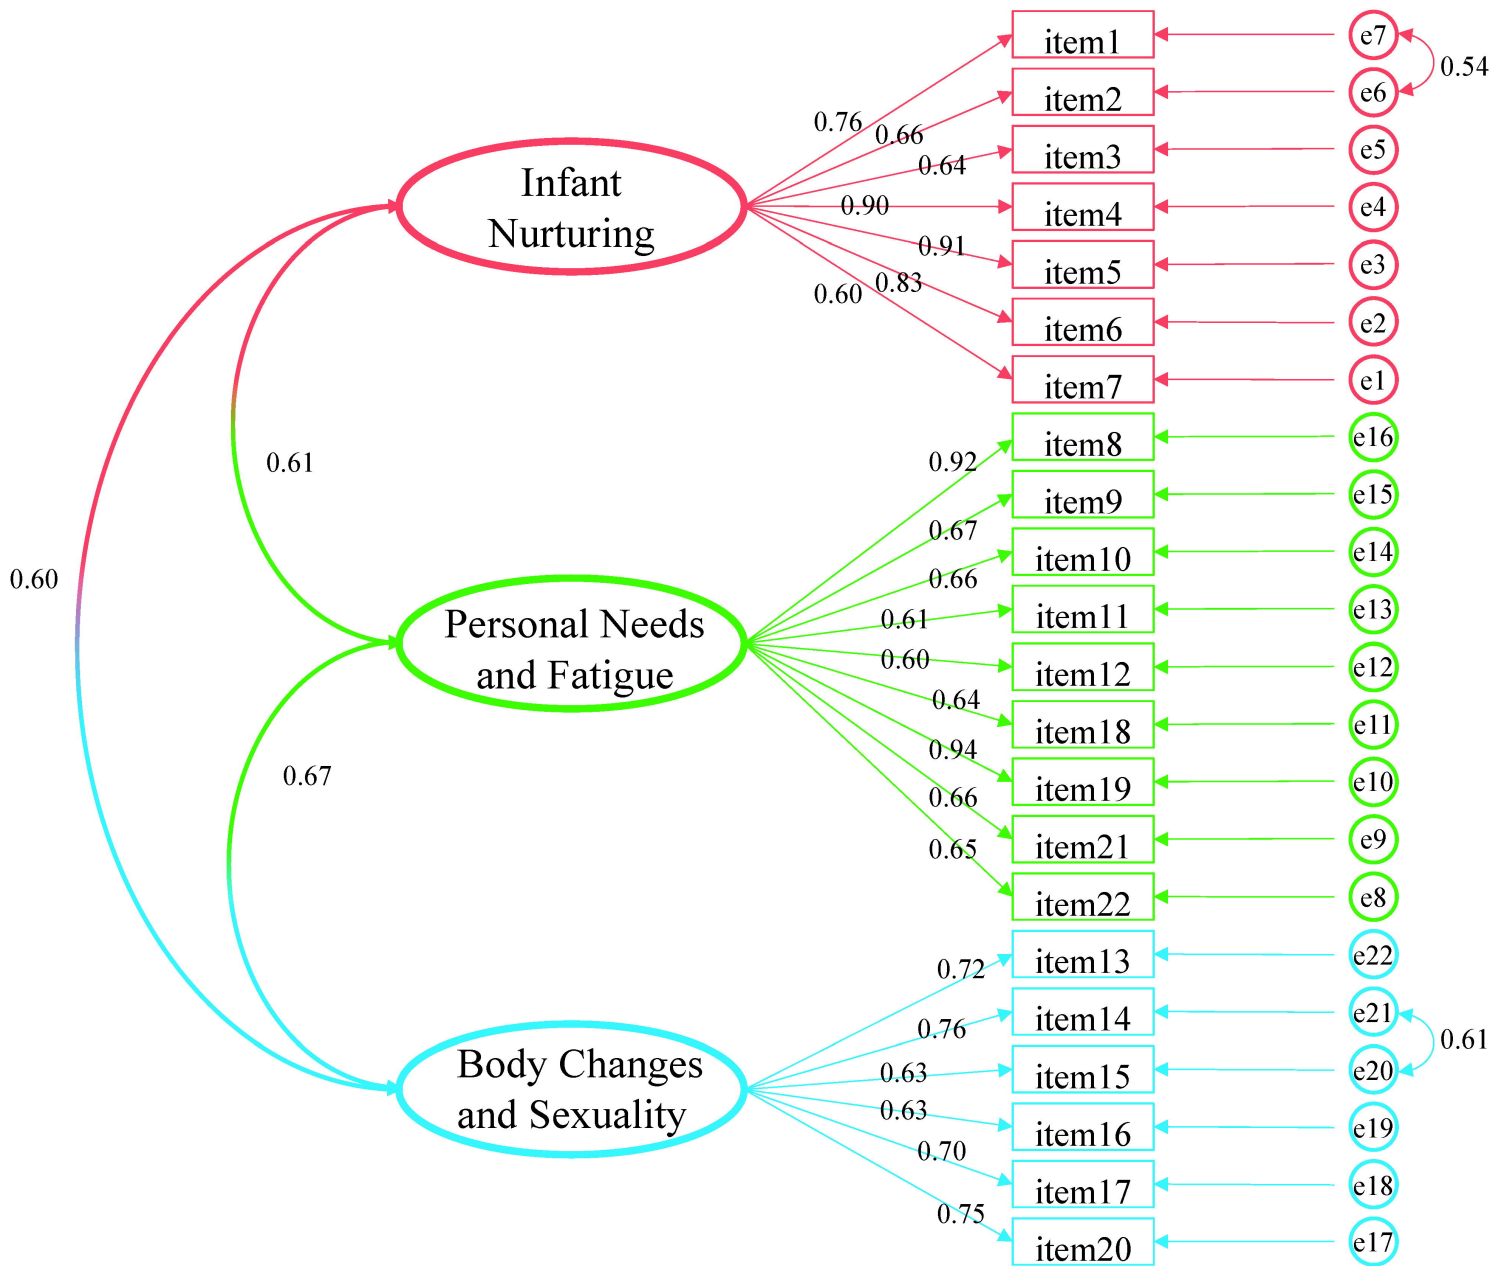 item1
e7
0.54
item2
e6
0.76
0.66
item3
e5
0.64
Infant
Nurturing
0.90
item4
e4
0.91
item5
e3
0.83
0.60
item6
e2
item7
e1
0.61
0.60
item8
e16
0.92
item9
e15
0.67
item10
e14
0.66
item11
e13
0.61
Personal Needs
and Fatigue
0.60
item12
e12
0.64
item18
e11
0.94
item19
e10
0.67
0.66
item21
e9
0.65
item22
e8
item13
e22
0.72
item14
e21
0.76
0.61
Body Changes
and Sexuality
0.63
item15
e20
0.63
item16
e19
0.70
item17
e18
0.75
item20
e17